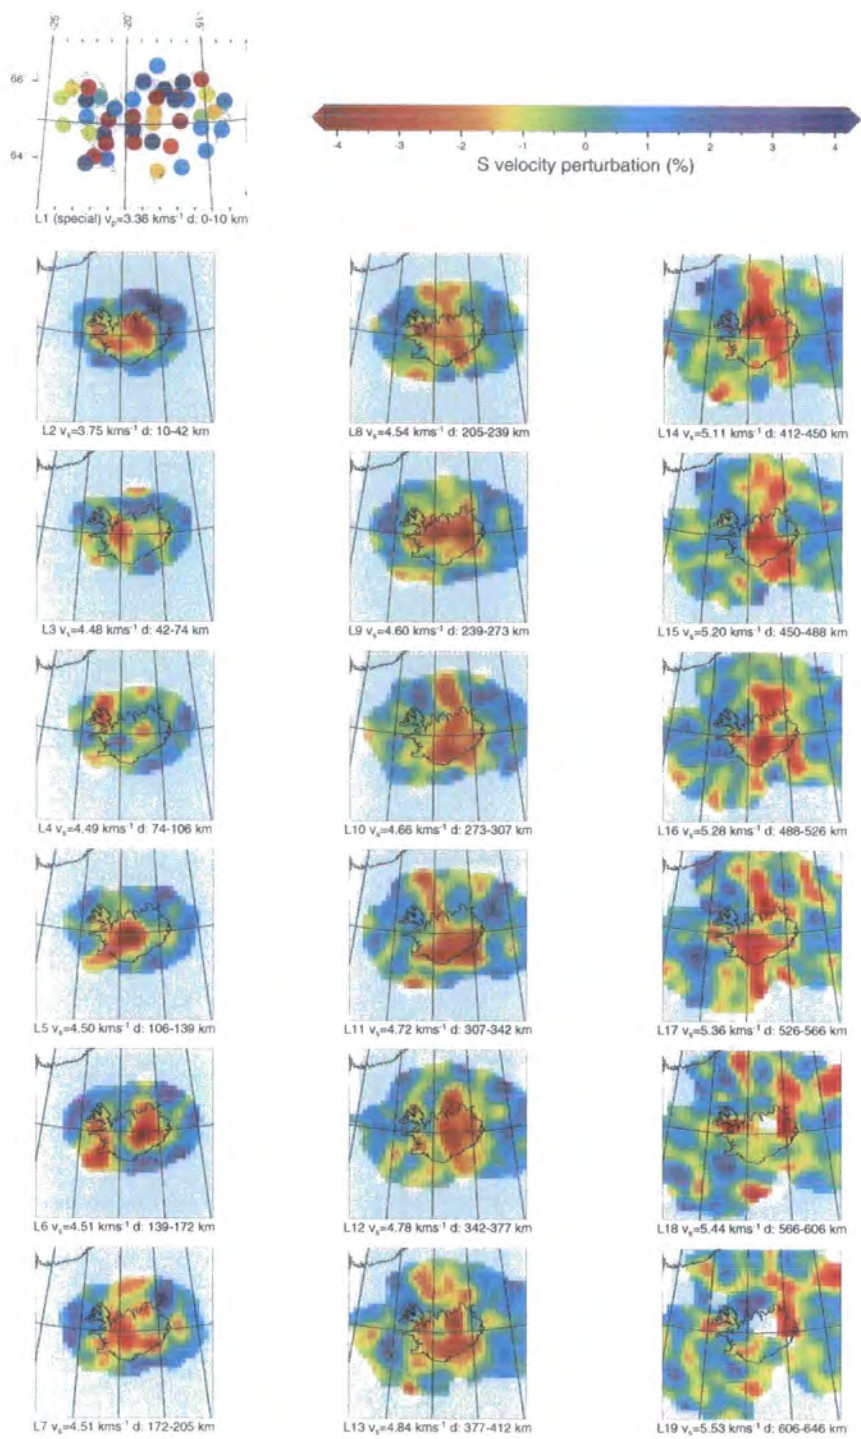 -25 -20 -15
66
64
-4 -3 -2 -1 0 1 2 3 4
S velocity perturbation (%)
L1 (special) vp=3.36 kms⁻¹ d: 0-10 km
L2 vs=3.75 kms⁻¹ d: 10-42 km
L8 vs=4.54 kms⁻¹ d: 205-239 km
L14 vs=5.11 kms⁻¹ d: 412-450 km
L3 vs=4.48 kms⁻¹ d: 42-74 km
L9 vs=4.60 kms⁻¹ d: 239-273 km
L15 vs=5.20 kms⁻¹ d: 450-488 km
L4 vs=4.49 kms⁻¹ d: 74-106 km
L10 vs=4.66 kms⁻¹ d: 273-307 km
L16 vs=5.28 kms⁻¹ d: 488-526 km
L5 vs=4.50 kms⁻¹ d: 106-139 km
L11 vs=4.72 kms⁻¹ d: 307-342 km
L17 vs=5.36 kms⁻¹ d: 526-566 km
L6 vs=4.51 kms⁻¹ d: 139-172 km
L12 vs=4.78 kms⁻¹ d: 342-377 km
L18 vs=5.44 kms⁻¹ d: 566-606 km
L7 vs=4.51 kms⁻¹ d: 172-205 km
L13 vs=4.84 kms⁻¹ d: 377-412 km
L19 vs=5.53 kms⁻¹ d: 606-646 km